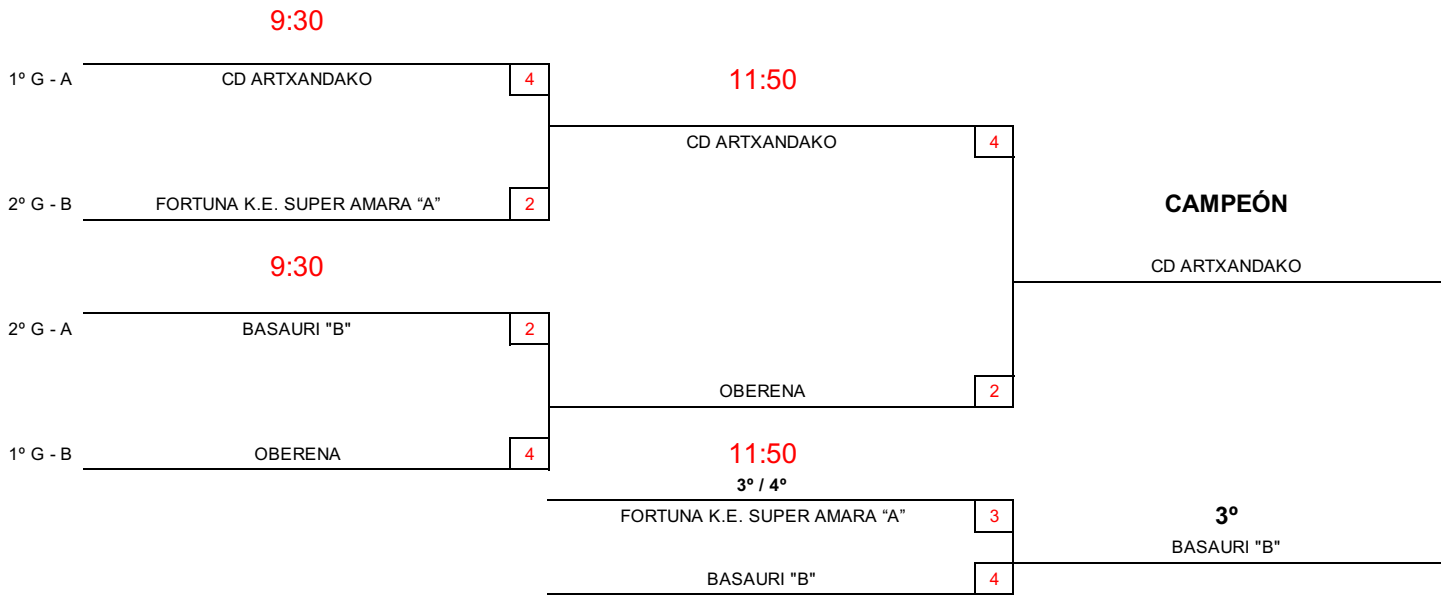 9:30
1º G - A CD ARTXANDAKO 4
11:50
CD ARTXANDAKO 4
2º G - B FORTUNA K.E. SUPER AMARA “A” 2
CAMPEÓN
9:30
CD ARTXANDAKO
2º G - A BASAURI "B" 2
OBERENA 2
1º G - B OBERENA 4
11:50
3º / 4º
FORTUNA K.E. SUPER AMARA “A” 3
3º
BASAURI "B"
BASAURI "B" 4